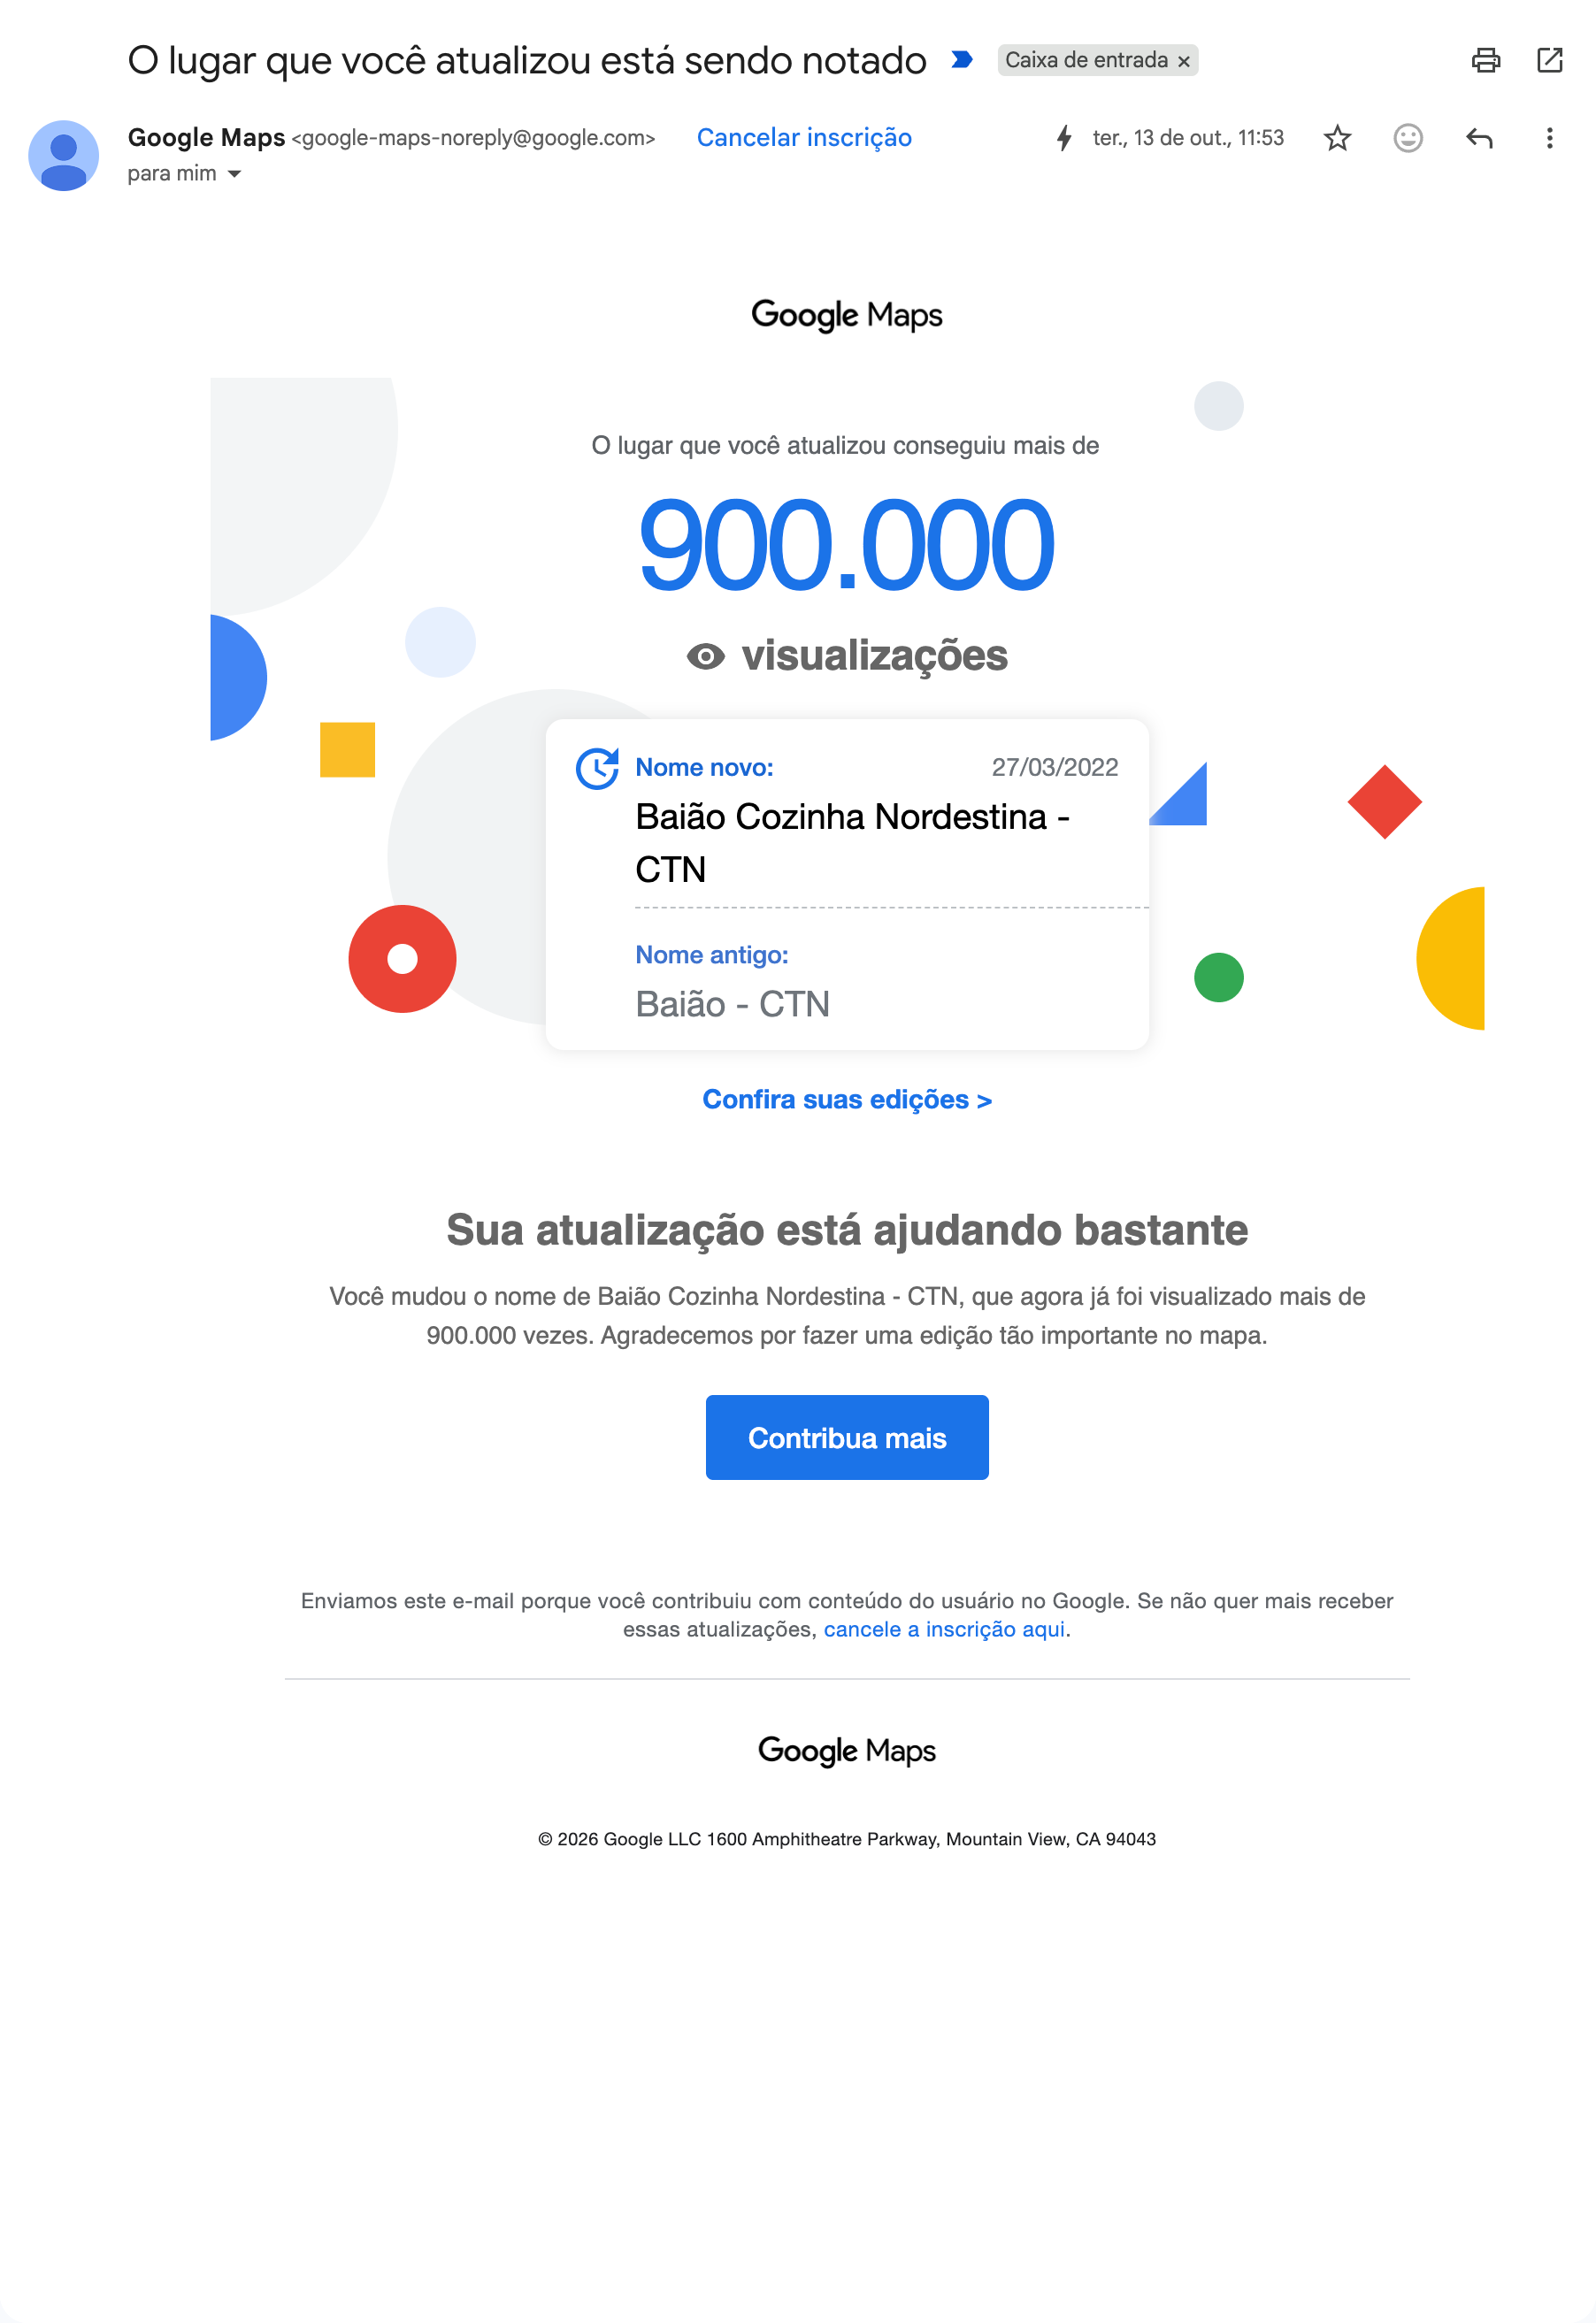 O lugar que você atualizou está sendo notado
Caixa de entrada ×
Google Maps <google-maps-noreply@google.com> Cancelar inscrição ter., 13 de out., 11:53
para mim
Google Maps
O lugar que você atualizou conseguiu mais de
900.000
visualizações
Nome novo: 27/03/2022
Baião Cozinha Nordestina -
CTN
Nome antigo:
Baião - CTN
Confira suas edições >
Sua atualização está ajudando bastante
Você mudou o nome de Baião Cozinha Nordestina - CTN, que agora já foi visualizado mais de
900.000 vezes. Agradecemos por fazer uma edição tão importante no mapa.
Contribua mais
Enviamos este e-mail porque você contribuiu com conteúdo do usuário no Google. Se não quer mais receber
essas atualizações, cancele a inscrição aqui.
Google Maps
© 2026 Google LLC 1600 Amphitheatre Parkway, Mountain View, CA 94043